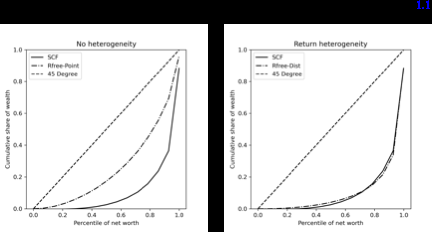 No heterogeneity
SCF
Rfree-Point
45 Degree
Cumulative share of wealth
1.0
0.8
0.6
0.4
0.2
0.0
0.0 0.2 0.4 0.6 0.8 1.0
Percentile of net worth
Return heterogeneity
SCF
Rfree-Dist
45 Degree
Cumulative share of wealth
1.0
0.8
0.6
0.4
0.2
0.0
0.0 0.2 0.4 0.6 0.8 1.0
Percentile of net worth